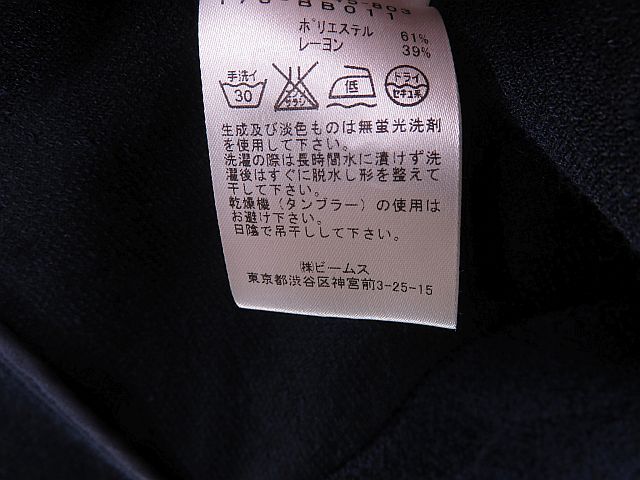 ポリエステル 61%
レーヨン 39%
手洗イ 30
エンソサラシ
低
ドライ セキユ系
生成及び淡色ものは無蛍光洗剤
を使用して下さい。
洗濯の際は長時間水に漬けず洗
濯後はすぐに脱水し形を整えて
干して下さい。
乾燥機（タンブラー）の使用は
お避け下さい。
日陰で吊干しして下さい。
㈱ビームス
東京都渋谷区神宮前3-25-15